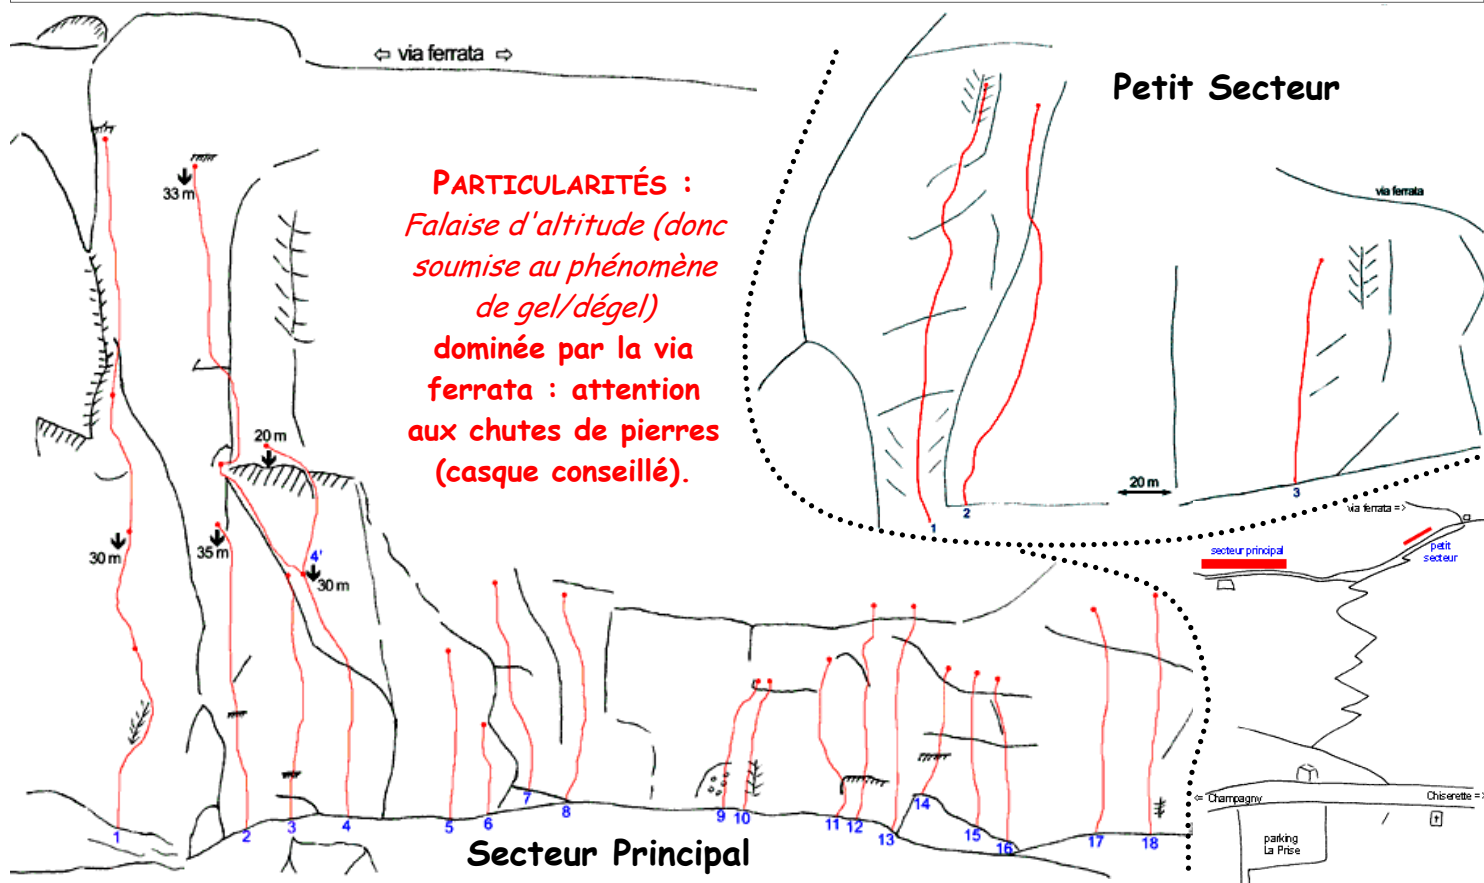 ⇦ via ferrata ⇨
Petit Secteur
33 m
PARTICULARITÉS :
Falaise d'altitude (donc
soumise au phénomène
de gel/dégel)
dominée par la via
ferrata : attention
aux chutes de pierres
(casque conseillé).
via ferrata
20 m
30 m
35 m
4'
30 m
20 m
1
2
3
via ferrata =>
secteur principal
petit
secteur
1
2
3
4
5
6
7
8
9
10
11
12
13
14
15
16
17
18
Secteur Principal
<= Champagny
Chiserette =>
parking
La Prise